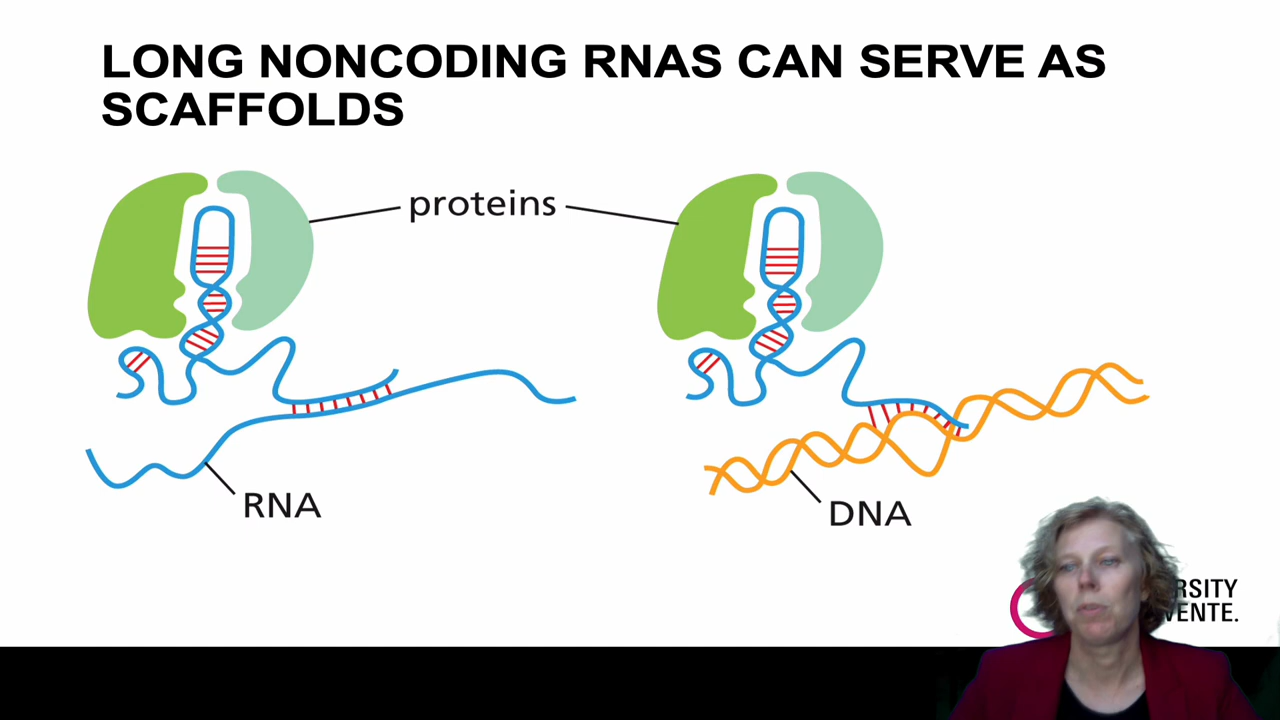 LONG NONCODING RNAS CAN SERVE AS
SCAFFOLDS
proteins
RNA
DNA